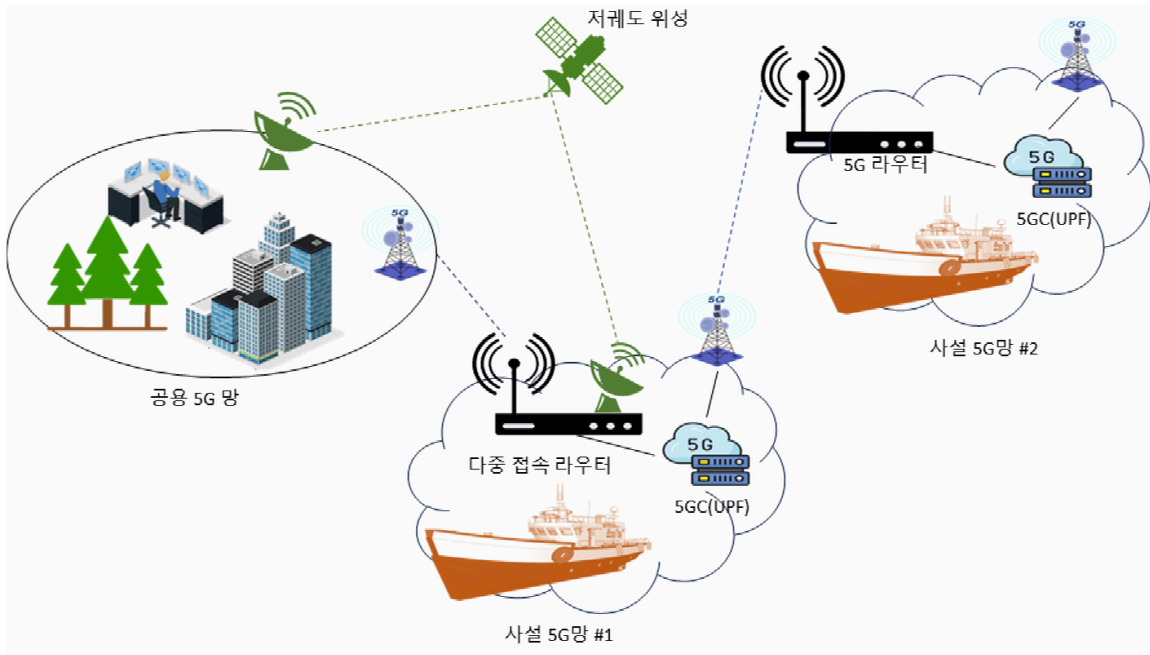 저궤도 위성
5G
5G 라우터
5G
5GC(UPF)
사설 5G망 #2
5G
공용 5G 망
5G
다중 접속 라우터
5G
5GC(UPF)
사설 5G망 #1